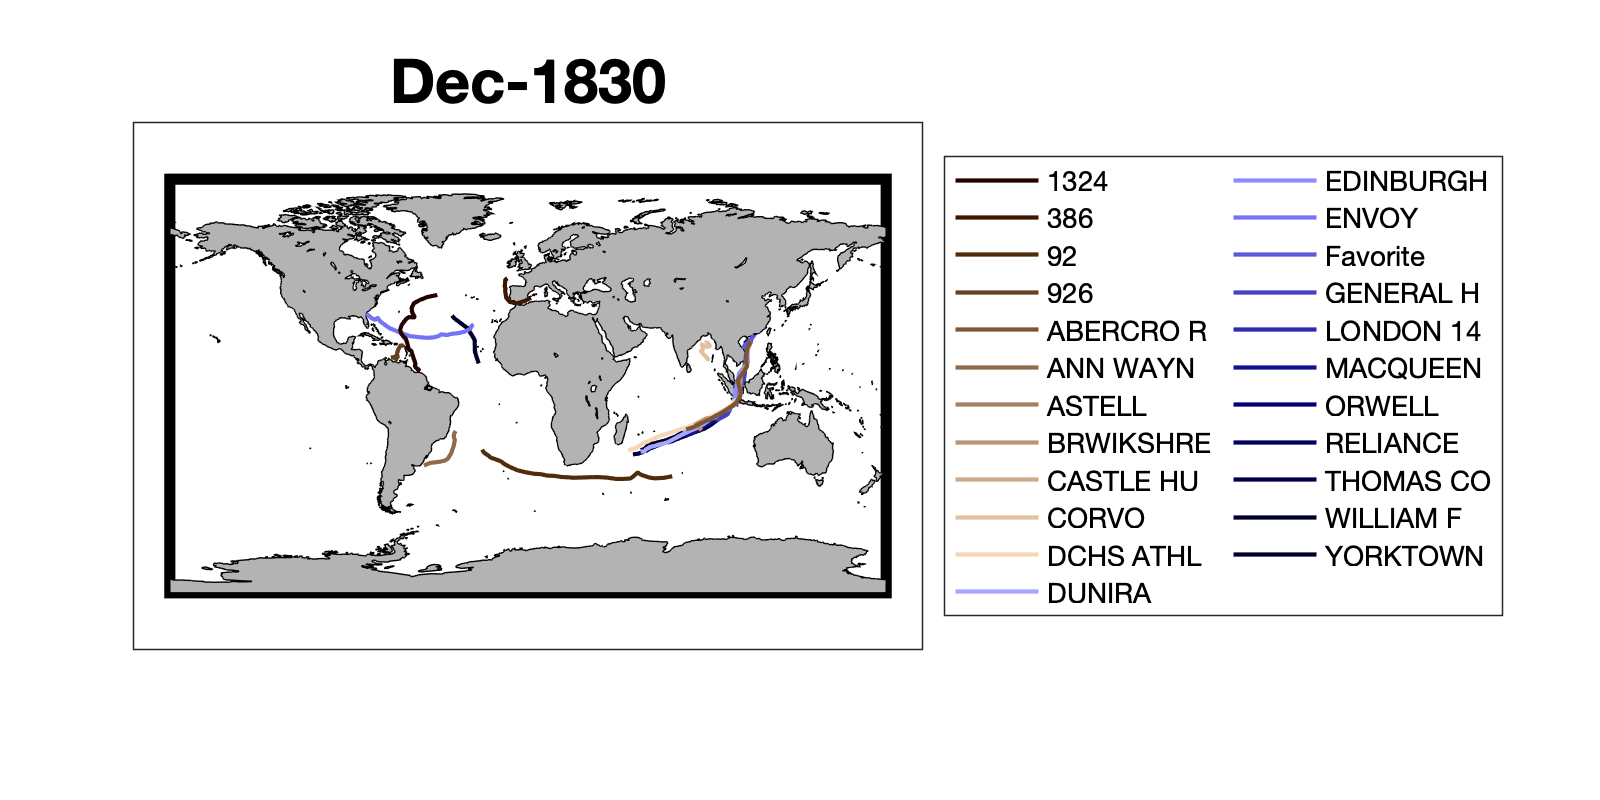 Dec-1830
1324
386
92
926
ABERCRO R
ANN WAYN
ASTELL
BRWIKSHRE
CASTLE HU
CORVO
DCHS ATHL
DUNIRA
EDINBURGH
ENVOY
Favorite
GENERAL H
LONDON 14
MACQUEEN
ORWELL
RELIANCE
THOMAS CO
WILLIAM F
YORKTOWN